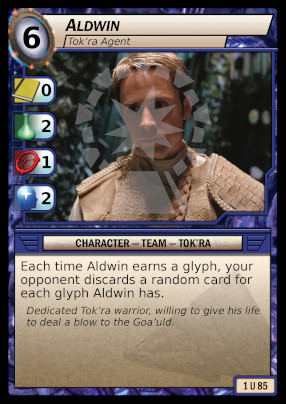 6
ALDWIN
Tok'ra Agent
0
2
1
2
CHARACTER – TEAM – TOK'RA
Each time Aldwin earns a glyph, your
opponent discards a random card for
each glyph Aldwin has.
Dedicated Tok'ra warrior, willing to give his life
to deal a blow to the Goa'uld.
1 U 85